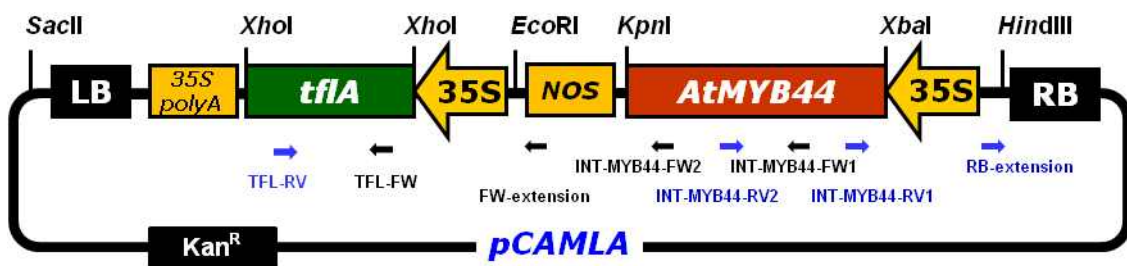 SacII XhoI XhoI EcoRI KpnI XbaI HindIII
LB 35S polyA tflA 35S NOS AtMYB44 35S RB
TFL-RV TFL-FW FW-extension INT-MYB44-FW2 INT-MYB44-RV2 INT-MYB44-FW1 INT-MYB44-RV1 RB-extension
Kan^R pCAMLA